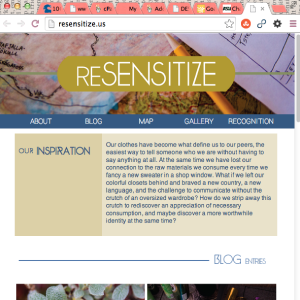 10
resensitize.us
reSENSITIZE
ABOUT BLOG MAP GALLERY RECOGNITION
OUR INSPIRATION
Our clothes have become what define us to our peers, the
easiest way to tell someone who we are without having to
say anything at all. At the same time we have lost our
connection to the raw materials we consume every time we
fancy a new sweater in a shop window. What if we left our
colorful closets behind and braved a new country, a new
language, and the challenge to communicate without the
crutch of an oversized wardrobe? How do we strip away this
crutch to rediscover an appreciation of necessary
consumption, and maybe discover a more worthwhile
identity at the same time?
BLOG ENTRIES